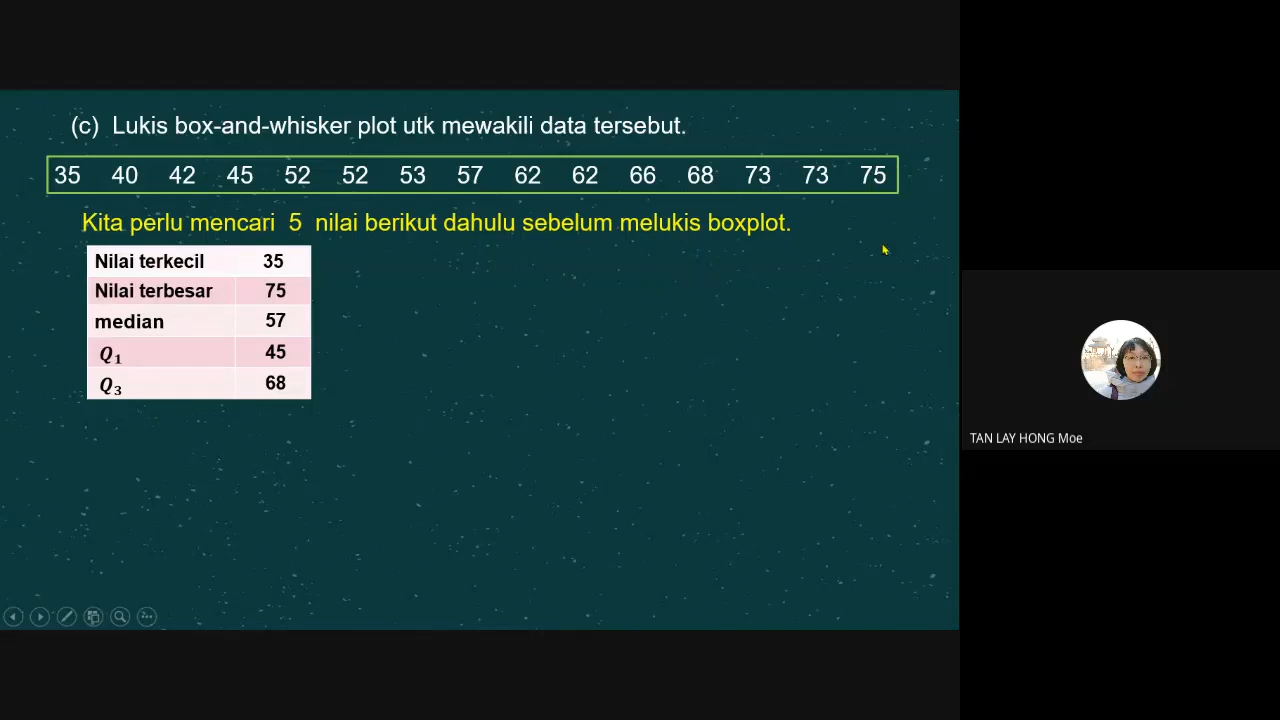 (c) Lukis box-and-whisker plot utk mewakili data tersebut.
35 40 42 45 52 52 53 57 62 62 66 68 73 73 75
Kita perlu mencari 5 nilai berikut dahulu sebelum melukis boxplot.
Nilai terkecil 35
Nilai terbesar 75
median 57
Q₁ 45
Q₃ 68
TAN LAY HONG Moe